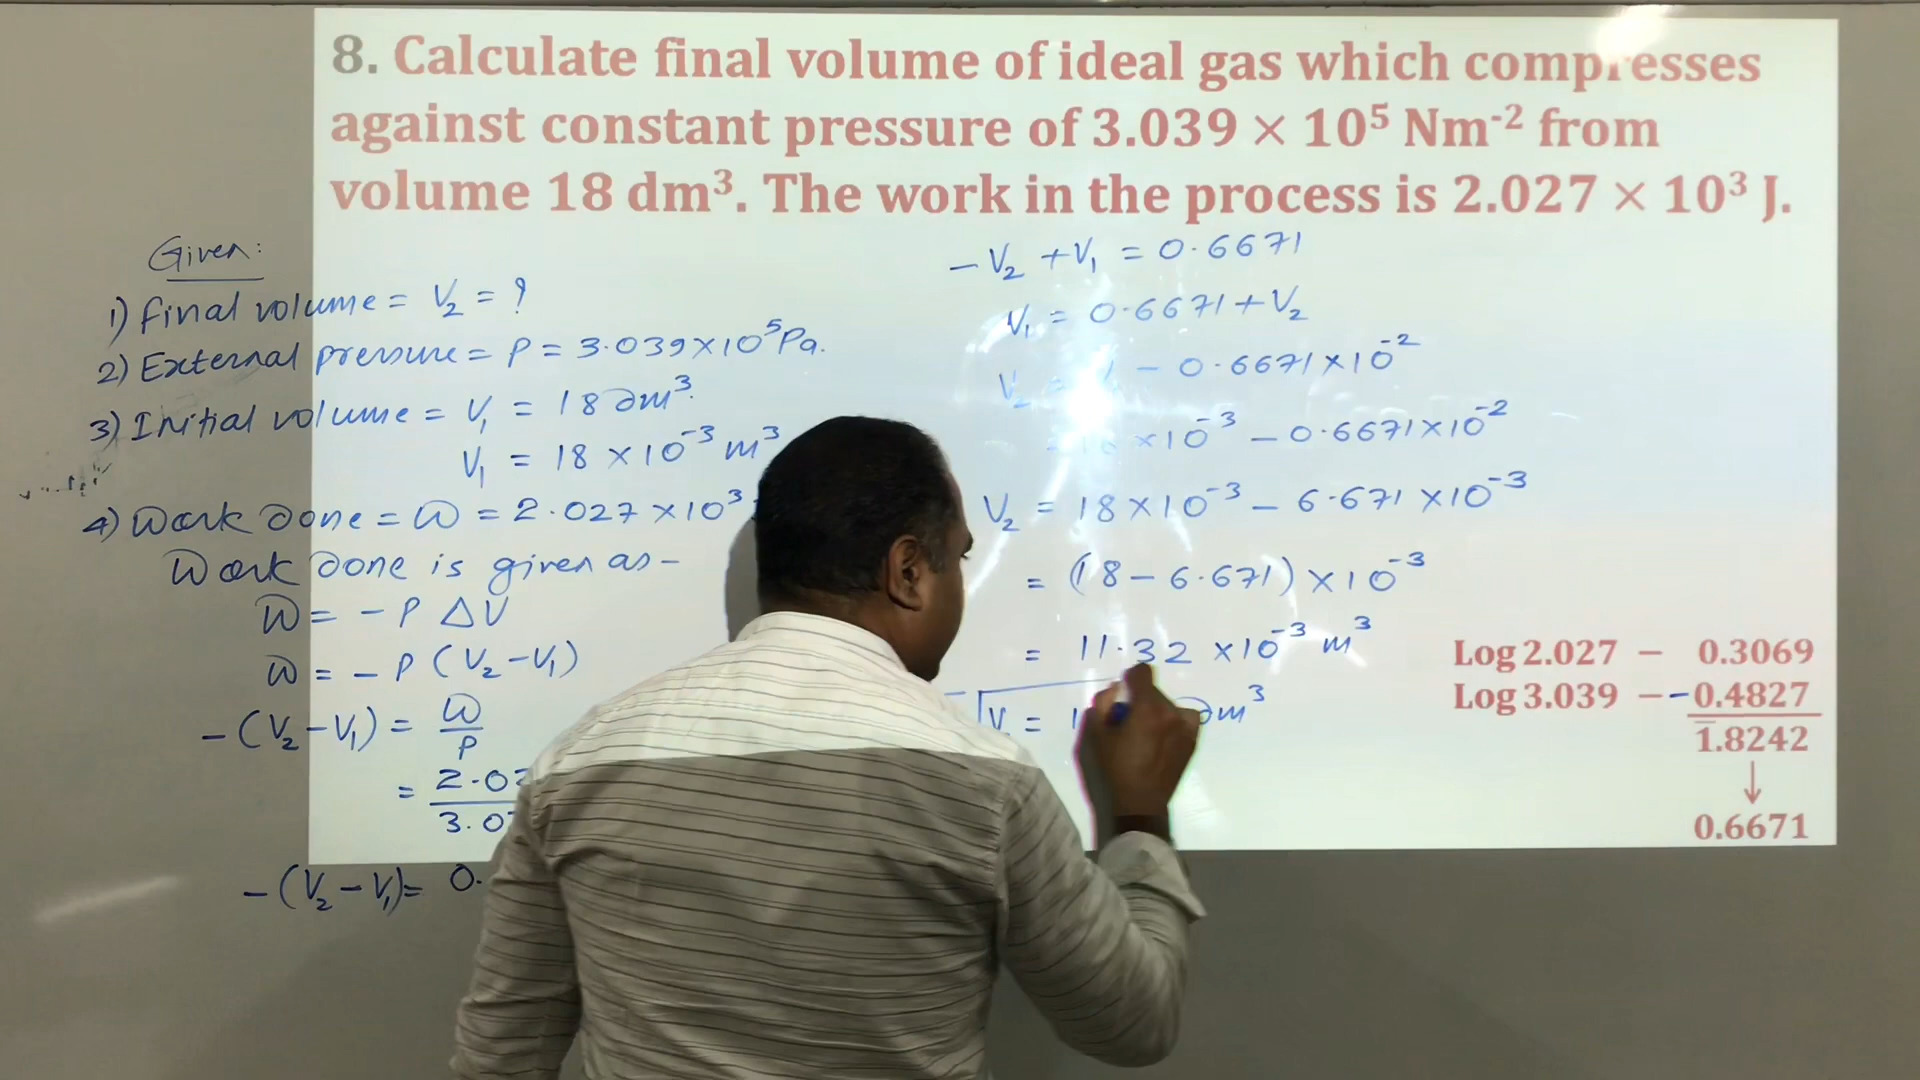 8. Calculate final volume of ideal gas which compresses
against constant pressure of 3.039 × 10⁵ Nm⁻² from
volume 18 dm³. The work in the process is 2.027 × 10³ J.
Given:
1) Final volume = V₂ = ?
2) External pressure = P = 3.039×10⁵ Pa.
3) Initial volume = V₁ = 18 dm³.
V₁ = 18 × 10⁻³ m³
4) Work done = W = 2.027 ×10³
Work done is given as –
W = – P ΔV
W = – P (V₂ – V₁)
– (V₂ – V₁) = W/P
=
– (V₂ – V₁) = 0.
– V₂ + V₁ = 0.6671
V₁ = 0.6671 + V₂
V₂ = – 0.6671 × 10⁻²
= ×10⁻³ – 0.6671×10⁻²
V₂ = 18×10⁻³ – 6.671 ×10⁻³
= (18 – 6.671) ×10⁻³
= 11.32 ×10⁻³ m³
V = dm³
Log 2.027 – 0.3069
Log 3.039 – –0.4827
1̅.8242
↓
0.6671